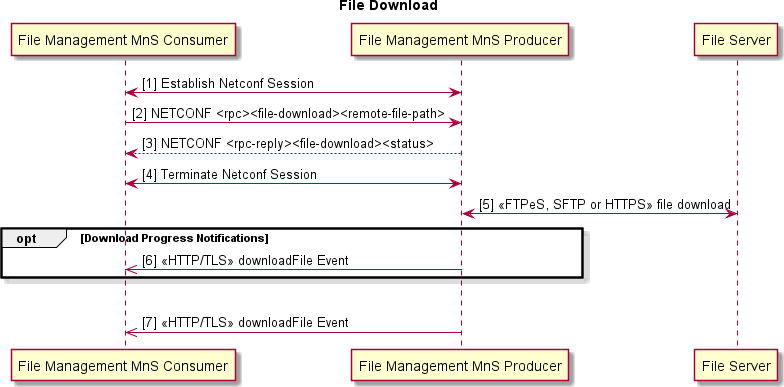 File Download
File Management MnS Consumer
File Management MnS Producer
File Server
[1] Establish Netconf Session
[2] NETCONF <rpc><file-download><remote-file-path>
[3] NETCONF <rpc-reply><file-download><status>
[4] Terminate Netconf Session
[5] «FTPeS, SFTP or HTTPS» file download
opt
[Download Progress Notifications]
[6] «HTTP/TLS» downloadFile Event
[7] «HTTP/TLS» downloadFile Event
File Management MnS Consumer
File Management MnS Producer
File Server